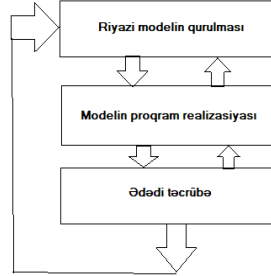 Riyazi modelin qurulması
Modelin proqram realizasiyası
Ədədi təcrübə